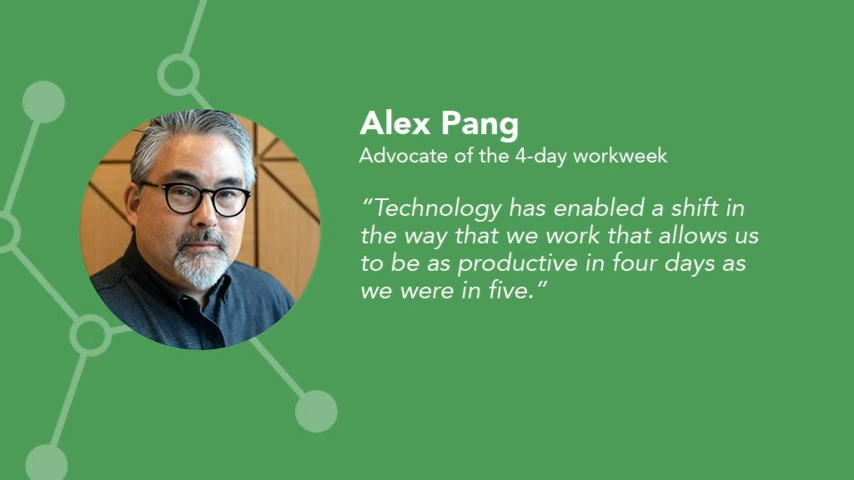 Alex Pang
Advocate of the 4-day workweek
“Technology has enabled a shift in
the way that we work that allows us
to be as productive in four days as
we were in five.”